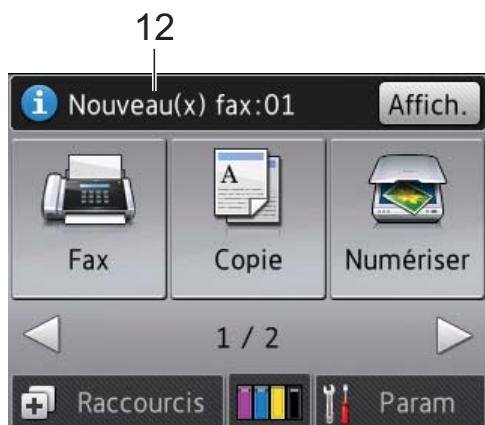 12
Nouveau(x) fax:01 Affich.
Fax Copie Numériser
1 / 2
Raccourcis Param